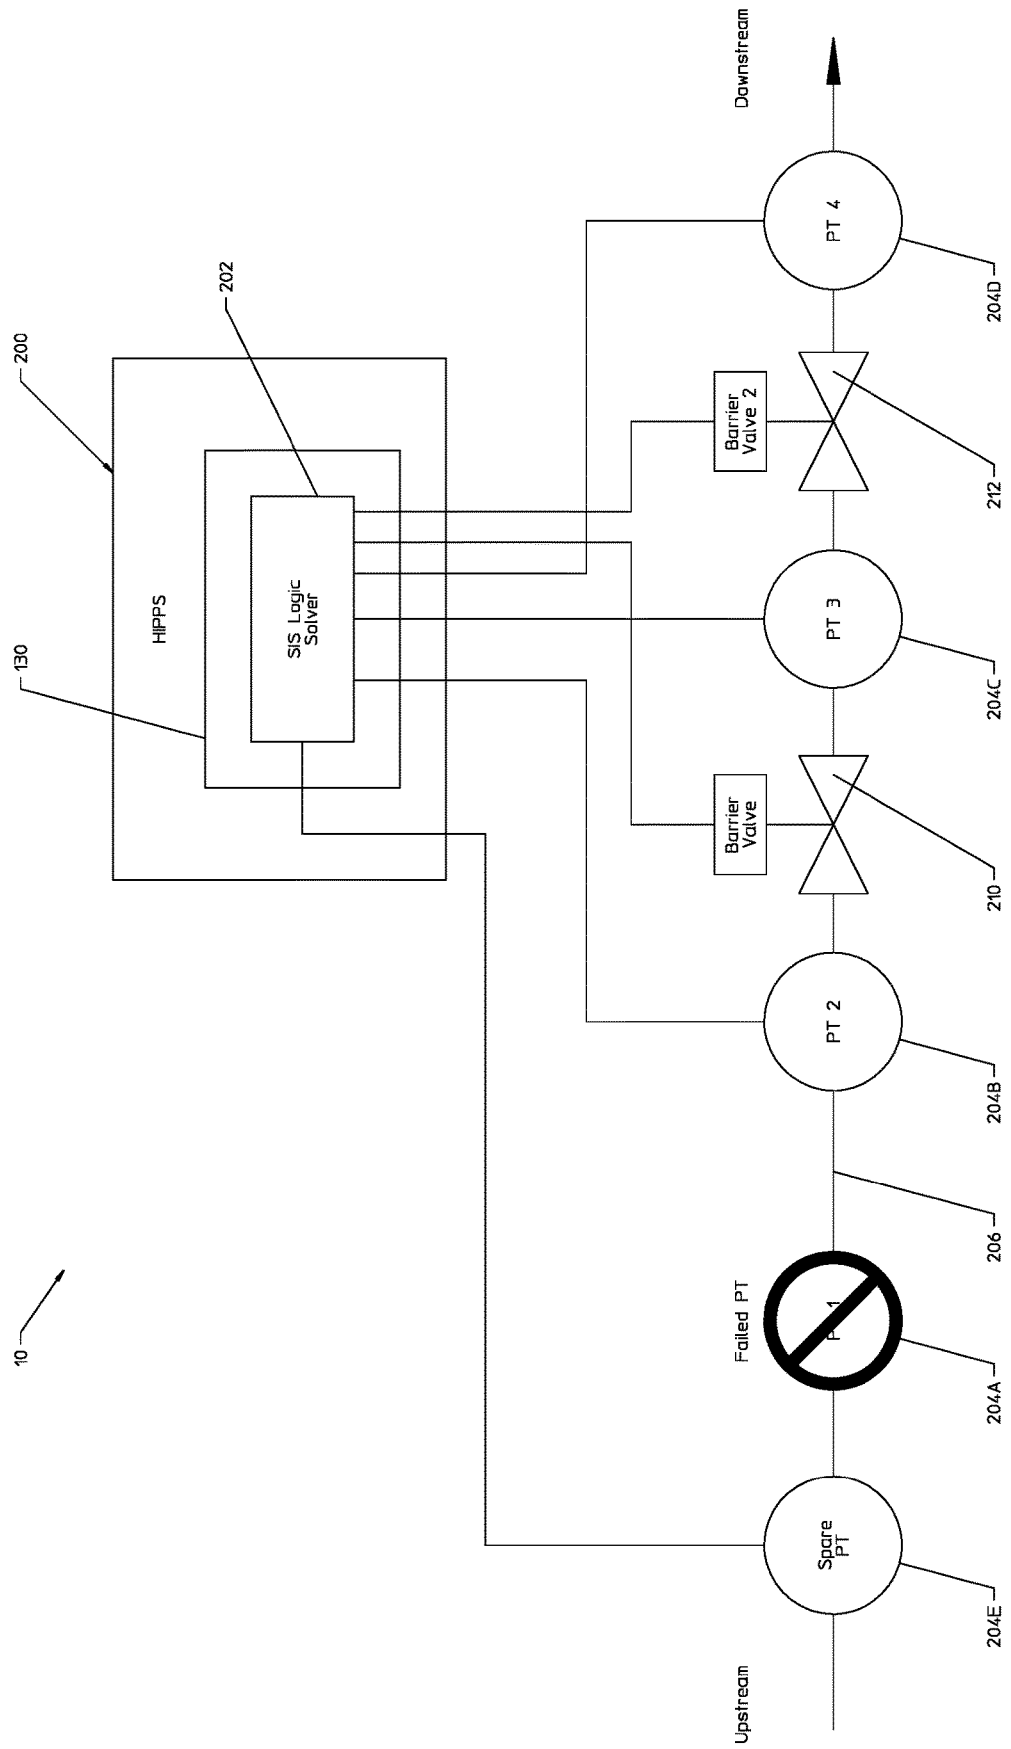 10
130
200
HIPPS
202
SIS Logic
Solver
Upstream
Failed PT
Barrier
Valve
Barrier
Valve 2
Downstream
Spare
PT
PT 2
PT 3
PT 4
204E
204A
206
204B
210
204C
212
204D